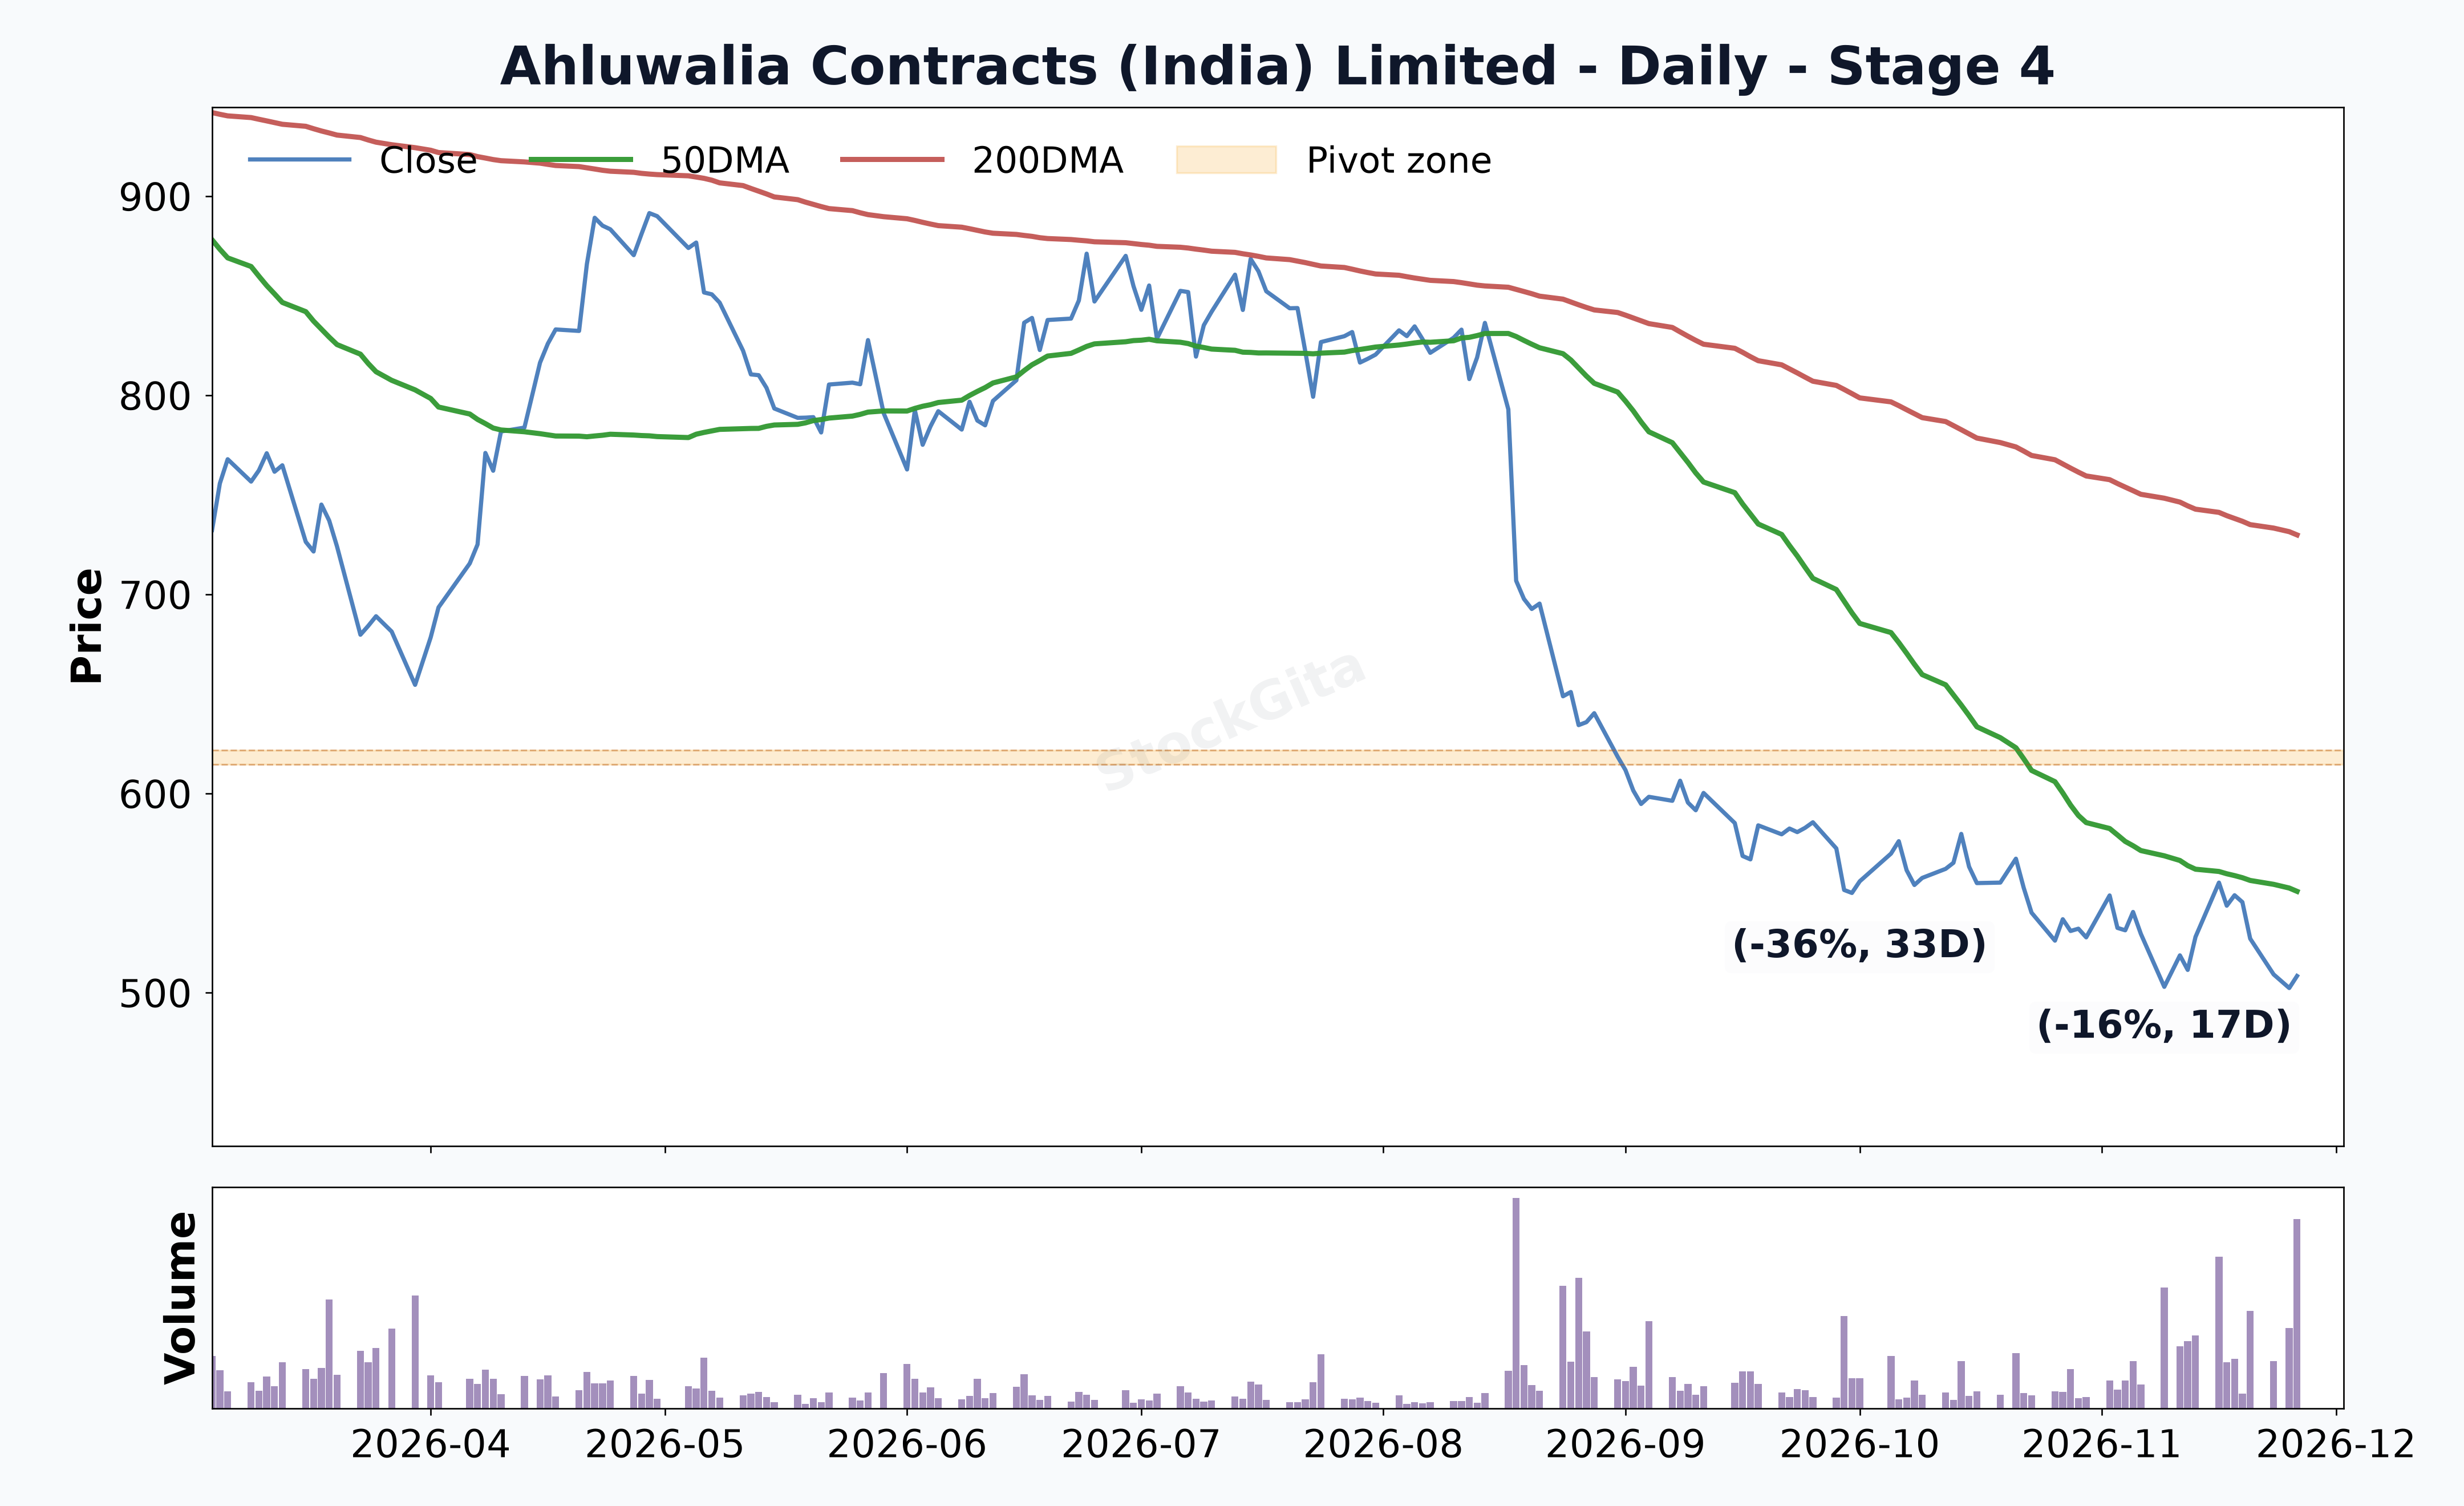 Ahluwalia Contracts (India) Limited - Daily - Stage 4
Close 50DMA 200DMA Pivot zone
Price
900
800
700
600
500
StockGita
(-36%, 33D)
(-16%, 17D)
Volume
2026-04 2026-05 2026-06 2026-07 2026-08 2026-09 2026-10 2026-11 2026-12